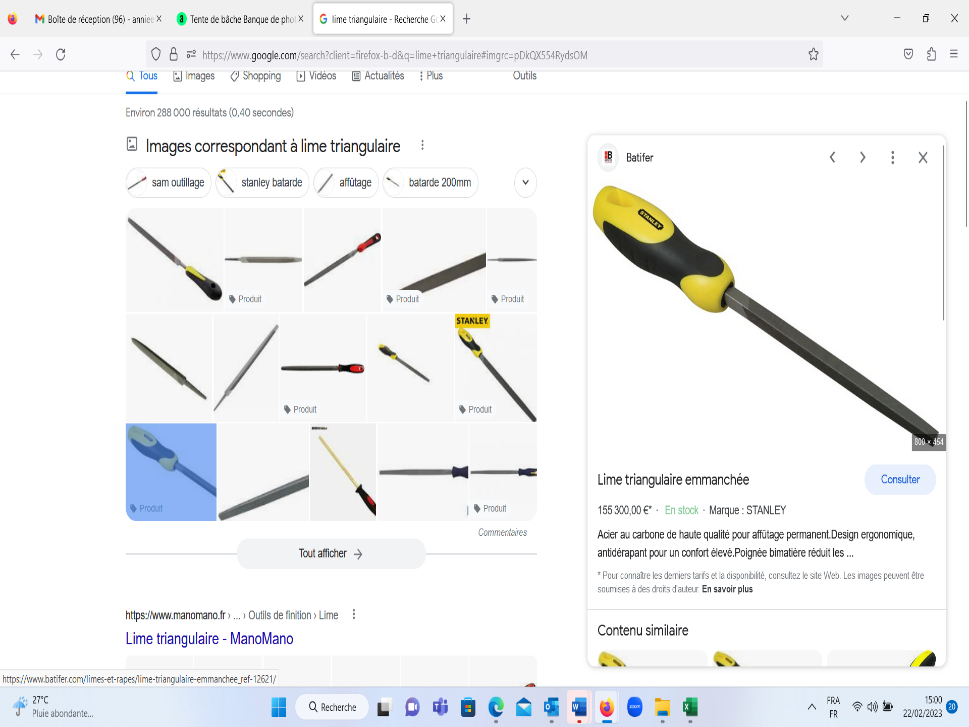 Boîte de réception (96) - anniee
Tente de bâche Banque de phot
lime triangulaire - Recherche Go
https://www.google.com/search?client=firefox-b-d&q=lime+triangulaire#imgrc=pDkQX554RydsOM
Tous
Images
Shopping
Vidéos
Actualités
Plus
Outils
Environ 288 000 résultats (0,40 secondes)
Images correspondant à lime triangulaire
sam outillage
stanley batarde
affûtage
batarde 200mm
Produit
Produit
Produit
STANLEY
Produit
Produit
Produit
Produit
Commentaires
Tout afficher
https://www.manomano.fr › ... › Outils de finition › Lime
Lime triangulaire - ManoMano
Batifer
STANLEY
800 × 454
Lime triangulaire emmanchée
Consulter
155 300,00 €* · En stock · Marque : STANLEY
Acier au carbone de haute qualité pour affûtage permanent.Design ergonomique,
antidérapant pour un confort élevé.Poignée bimatière réduit les ...
* Pour connaître les derniers tarifs et la disponibilité, consultez le site Web. Les images peuvent être
soumises à des droits d'auteur. En savoir plus
Contenu similaire
https://www.batifer.com/limes-et-rapes/lime-triangulaire-emmanchee_ref-12621/
27°C
Pluie abondante...
Recherche
FRA
FR
15:00
22/02/2023
20